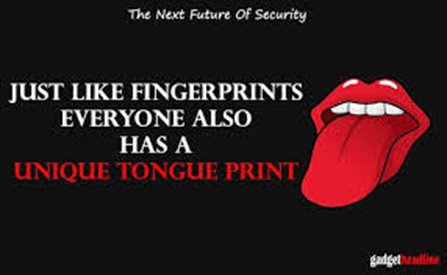 The Next Future Of Security
JUST LIKE FINGERPRINTS
EVERYONE ALSO
HAS A
UNIQUE TONGUE PRINT
gadgetheadline